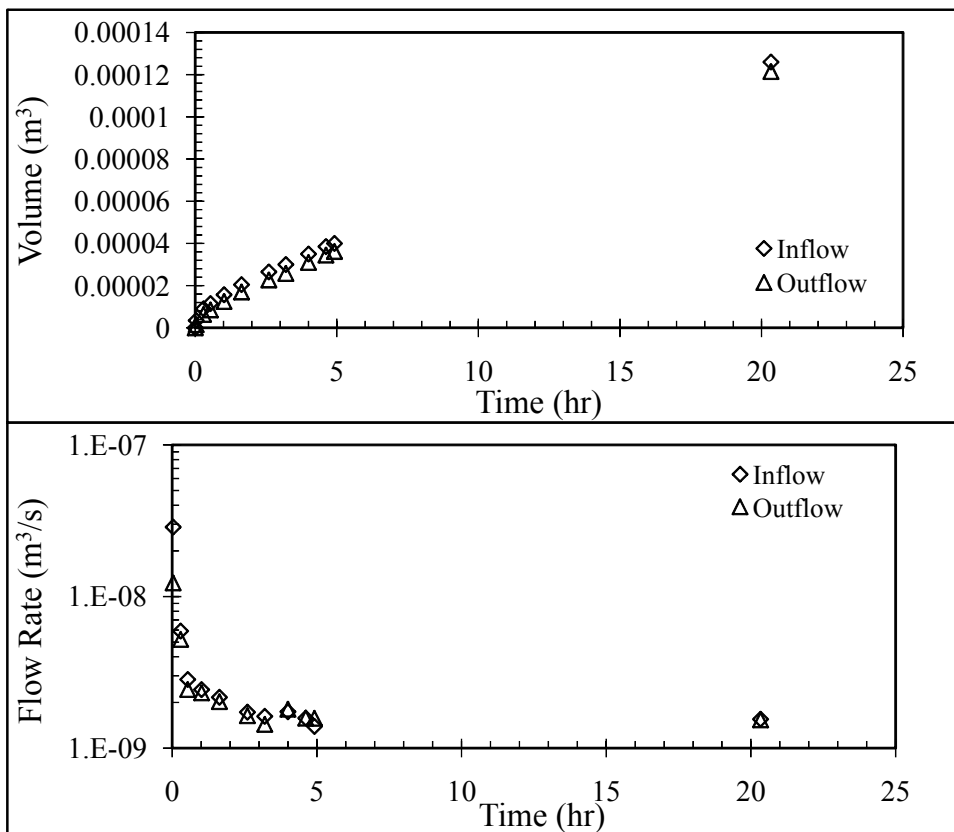 0.00014
0.00012
0.0001
0.00008
0.00006
0.00004
0.00002
0
Volume (m³)
Inflow
Outflow
0 5 10 15 20 25
Time (hr)
1.E-07
1.E-08
1.E-09
Flow Rate (m³/s)
Inflow
Outflow
0 5 10 15 20 25
Time (hr)